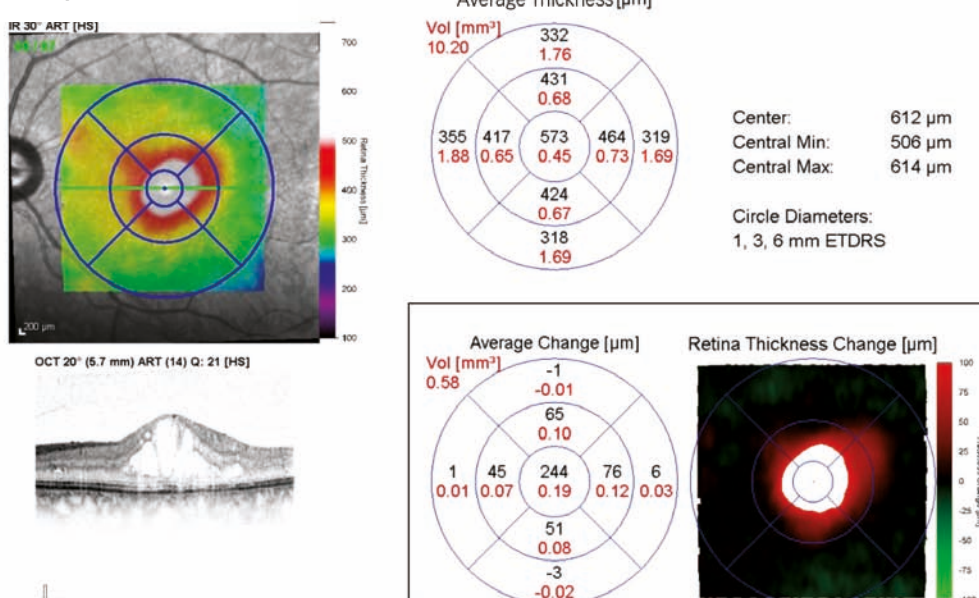 IR 30° ART [HS]
700
600
500
400
300
200
100
Retina Thickness [µm]
200 µm
OCT 20° (5.7 mm) ART (14) Q: 21 [HS]
Average Thickness [µm]
Vol [mm³]
10.20
332
1.76
431
0.68
355 417 573 464 319
1.88 0.65 0.45 0.73 1.69
424
0.67
318
1.69
Center: 612 µm
Central Min: 506 µm
Central Max: 614 µm
Circle Diameters:
1, 3, 6 mm ETDRS
Average Change [µm]
Vol [mm³]
0.58
-1
-0.01
65
0.10
1 45 244 76 6
0.01 0.07 0.19 0.12 0.03
51
0.08
-3
-0.02
Retina Thickness Change [µm]
100
75
50
25
0
-25
-50
-75
-100